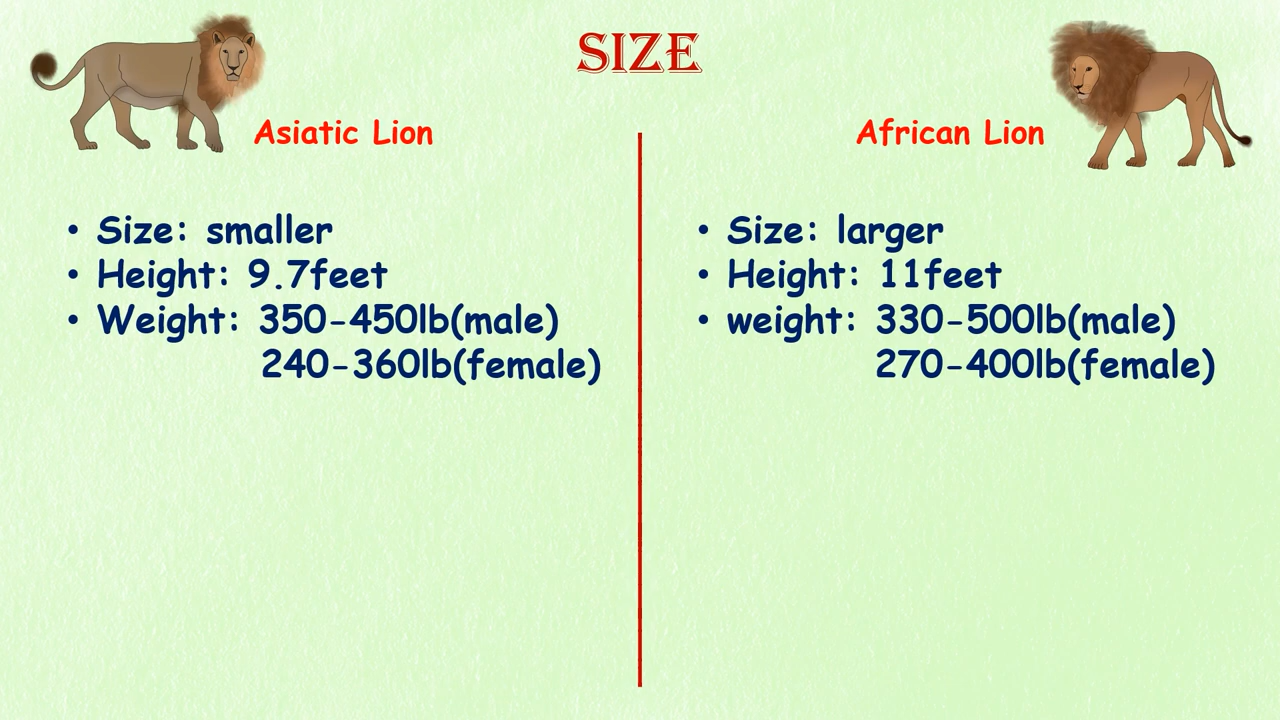 SIZE
Asiatic Lion
• Size: smaller
• Height: 9.7feet
• Weight: 350-450lb(male)
240-360lb(female)
African Lion
• Size: larger
• Height: 11feet
• weight: 330-500lb(male)
270-400lb(female)